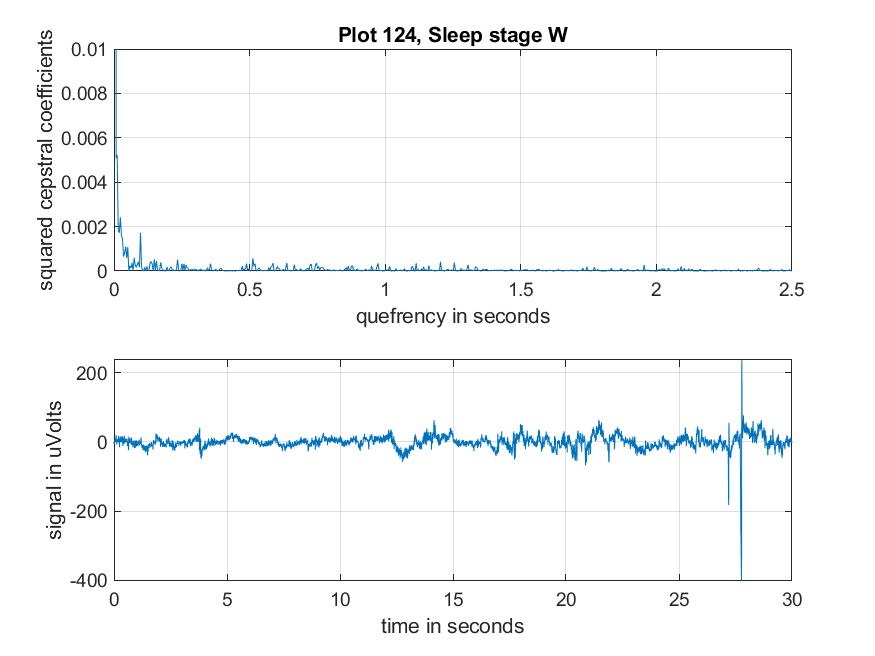 Plot 124, Sleep stage W
squared cepstral coefficients
0.01
0.008
0.006
0.004
0.002
0
0 0.5 1 1.5 2 2.5
quefrency in seconds
signal in uVolts
200
0
-200
-400
0 5 10 15 20 25 30
time in seconds